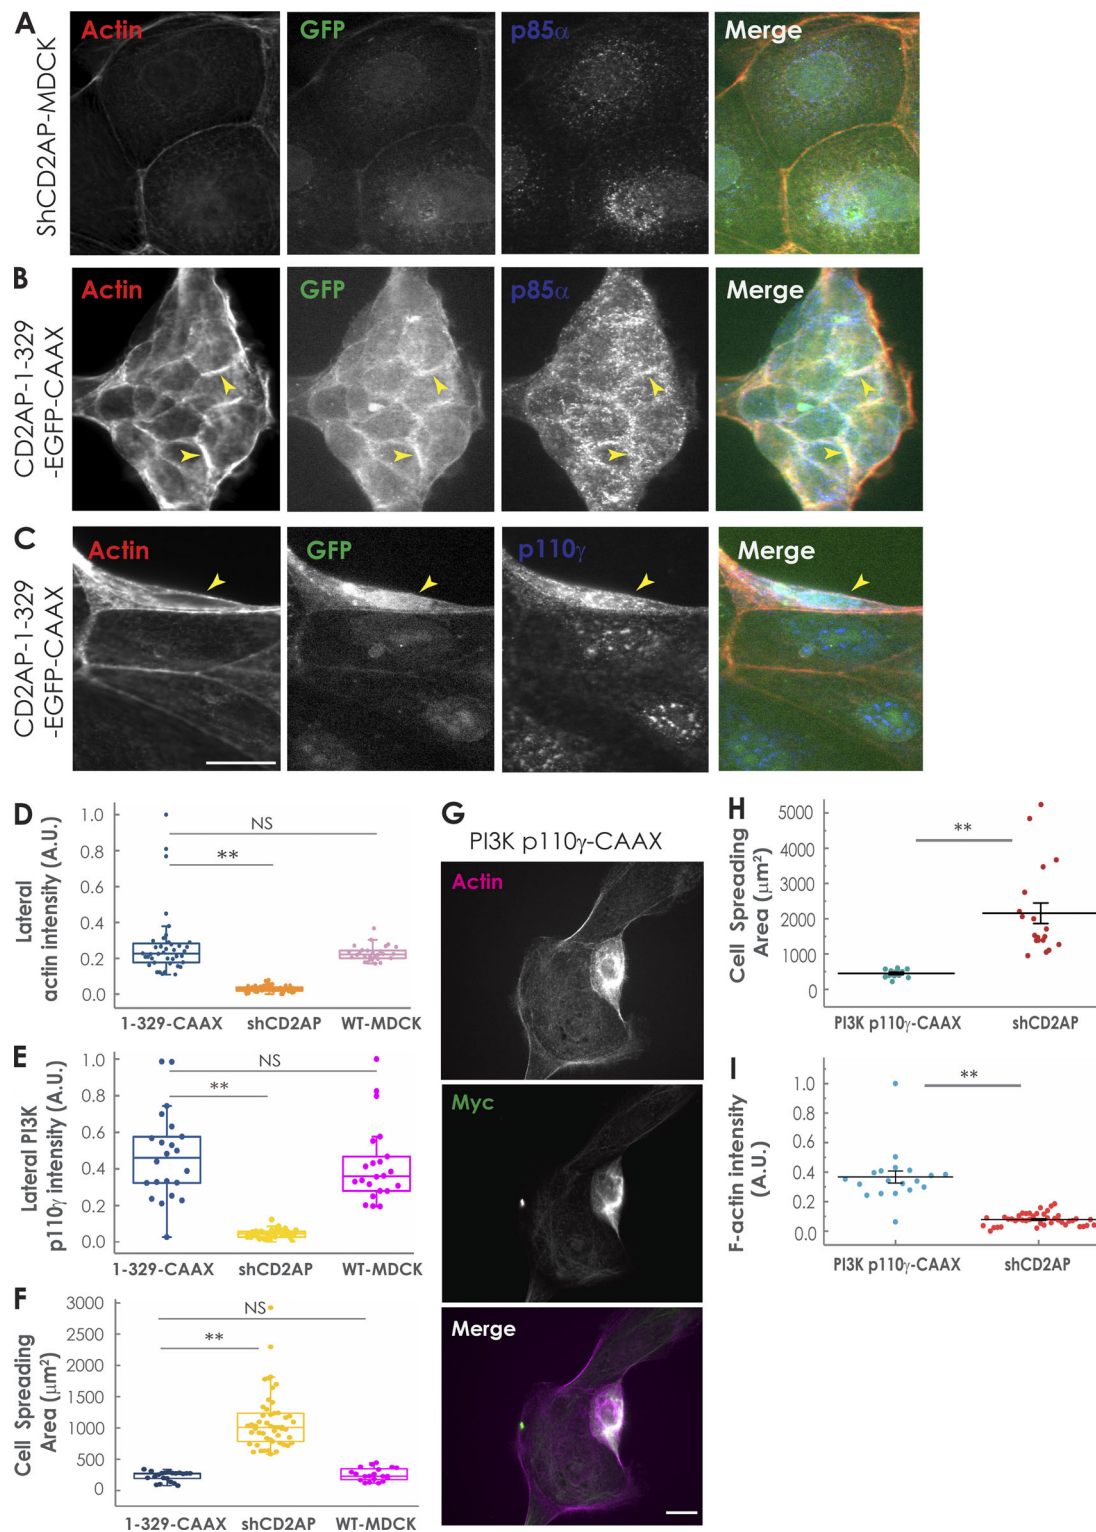 A
ShCD2AP-MDCK
Actin
GFP
p85α
Merge
B
CD2AP-1-329
-EGFP-CAAX
Actin
GFP
p85α
Merge
C
CD2AP-1-329
-EGFP-CAAX
Actin
GFP
p110γ
Merge
D
Lateral
actin intensity (A.U.)
1.0
0.8
0.6
0.4
0.2
0.0
NS
**
1-329-CAAX
shCD2AP
WT-MDCK
E
Lateral PI3K
p110γ intensity (A.U.)
1.0
0.8
0.6
0.4
0.2
0.0
NS
**
1-329-CAAX
shCD2AP
WT-MDCK
F
Cell Spreading
Area (μm²)
3000
2500
2000
1500
1000
500
0
NS
**
1-329-CAAX
shCD2AP
WT-MDCK
G
PI3K p110γ-CAAX
Actin
Myc
Merge
H
Cell Spreading
Area (μm²)
5000
4000
3000
2000
1000
0
**
PI3K p110γ-CAAX
shCD2AP
I
F-actin intensity
(A.U.)
1.0
0.8
0.6
0.4
0.2
0.0
**
PI3K p110γ-CAAX
shCD2AP